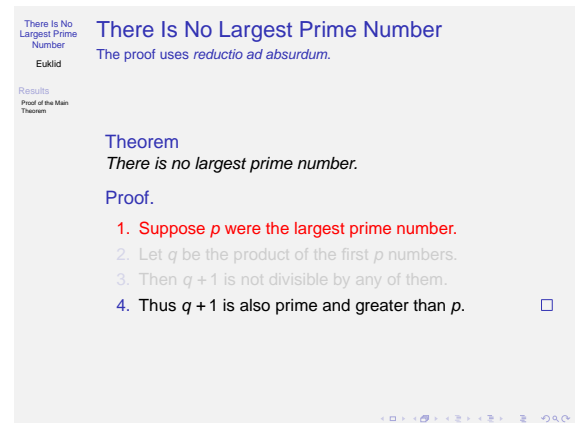 There Is No
Largest Prime
Number
Euklid
Results
Proof of the Main
Theorem
There Is No Largest Prime Number
The proof uses reductio ad absurdum.
Theorem
There is no largest prime number.
Proof.
1. Suppose p were the largest prime number.
2. Let q be the product of the first p numbers.
3. Then q + 1 is not divisible by any of them.
4. Thus q + 1 is also prime and greater than p.